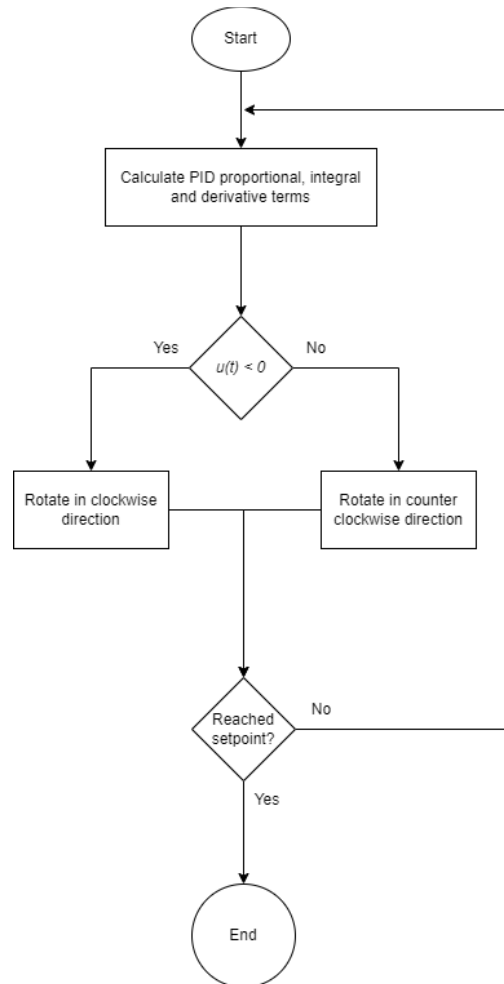 Start
Calculate PID proportional, integral
and derivative terms
Yes
No
u(t) < 0
Rotate in clockwise
direction
Rotate in counter
clockwise direction
Reached
setpoint?
No
Yes
End